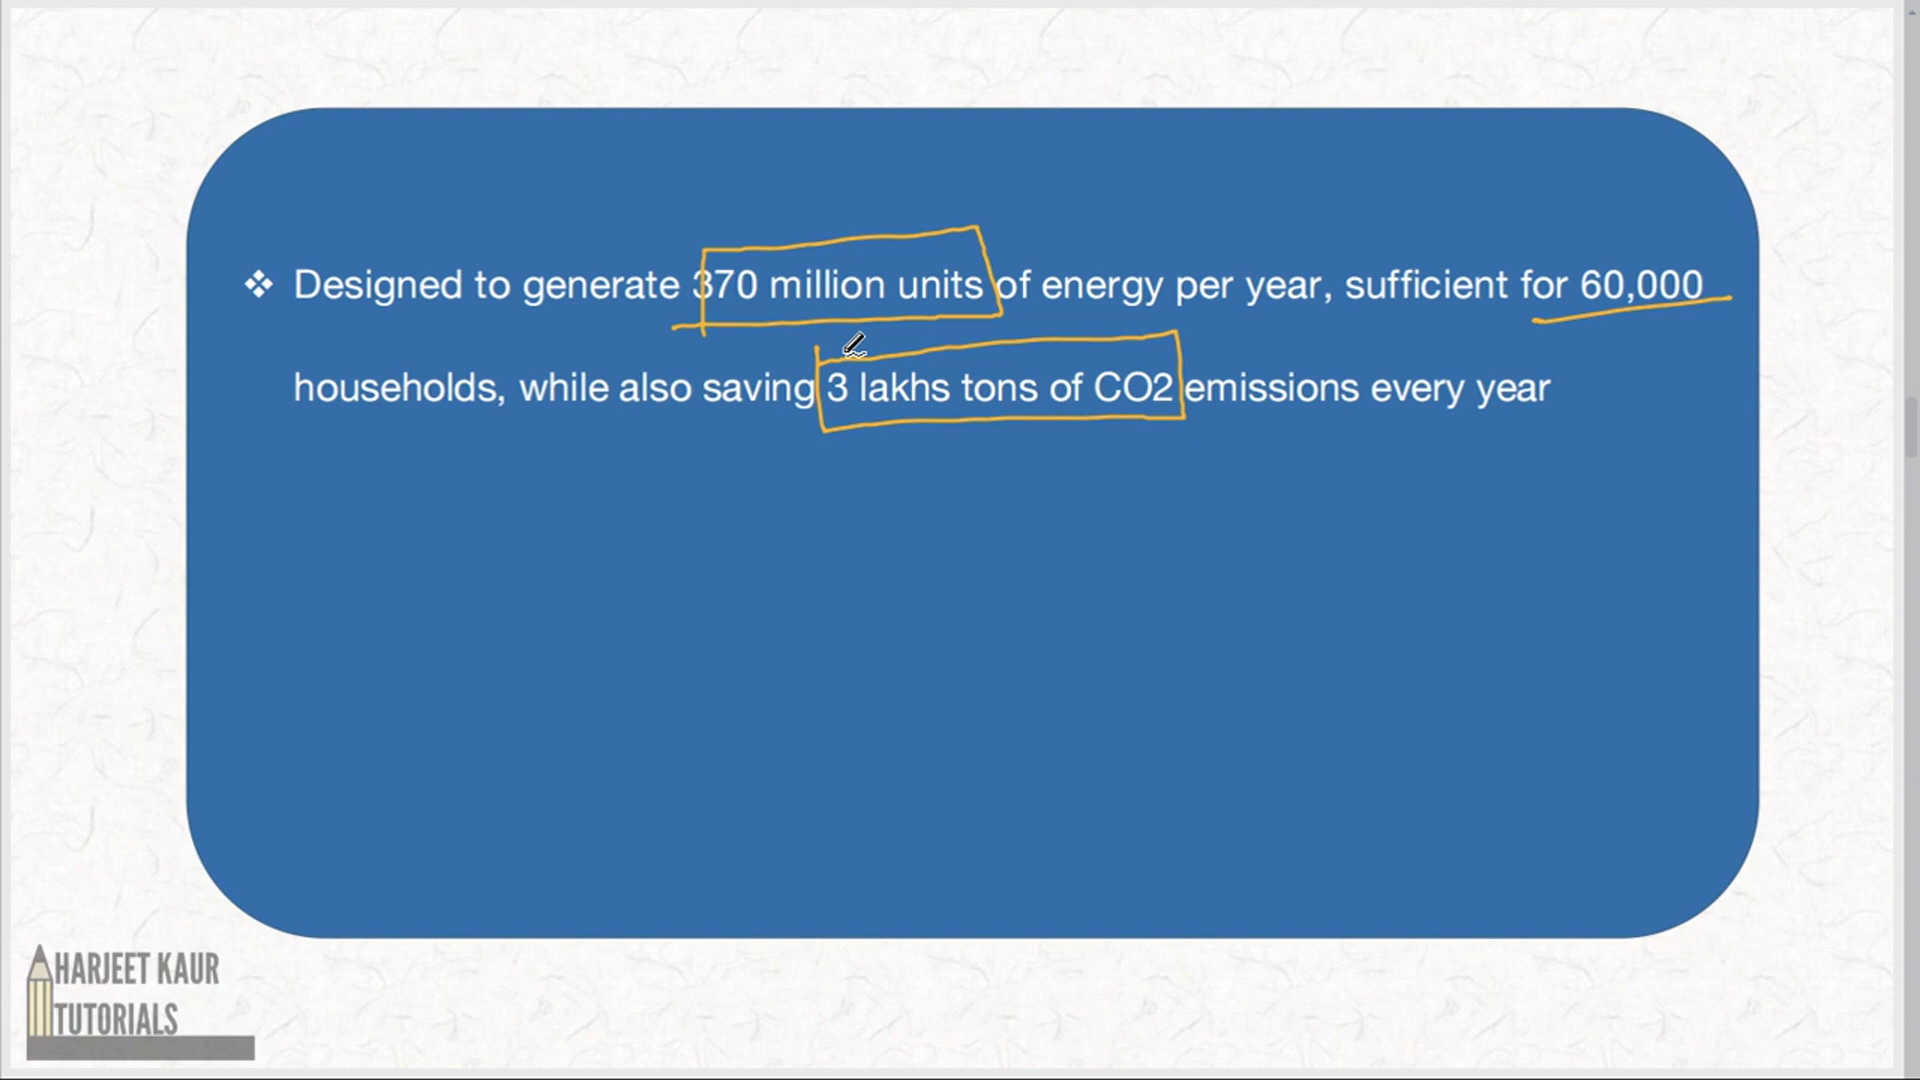 ❖ Designed to generate 370 million units of energy per year, sufficient for 60,000
households, while also saving 3 lakhs tons of CO2 emissions every year
HARJEET KAUR
TUTORIALS